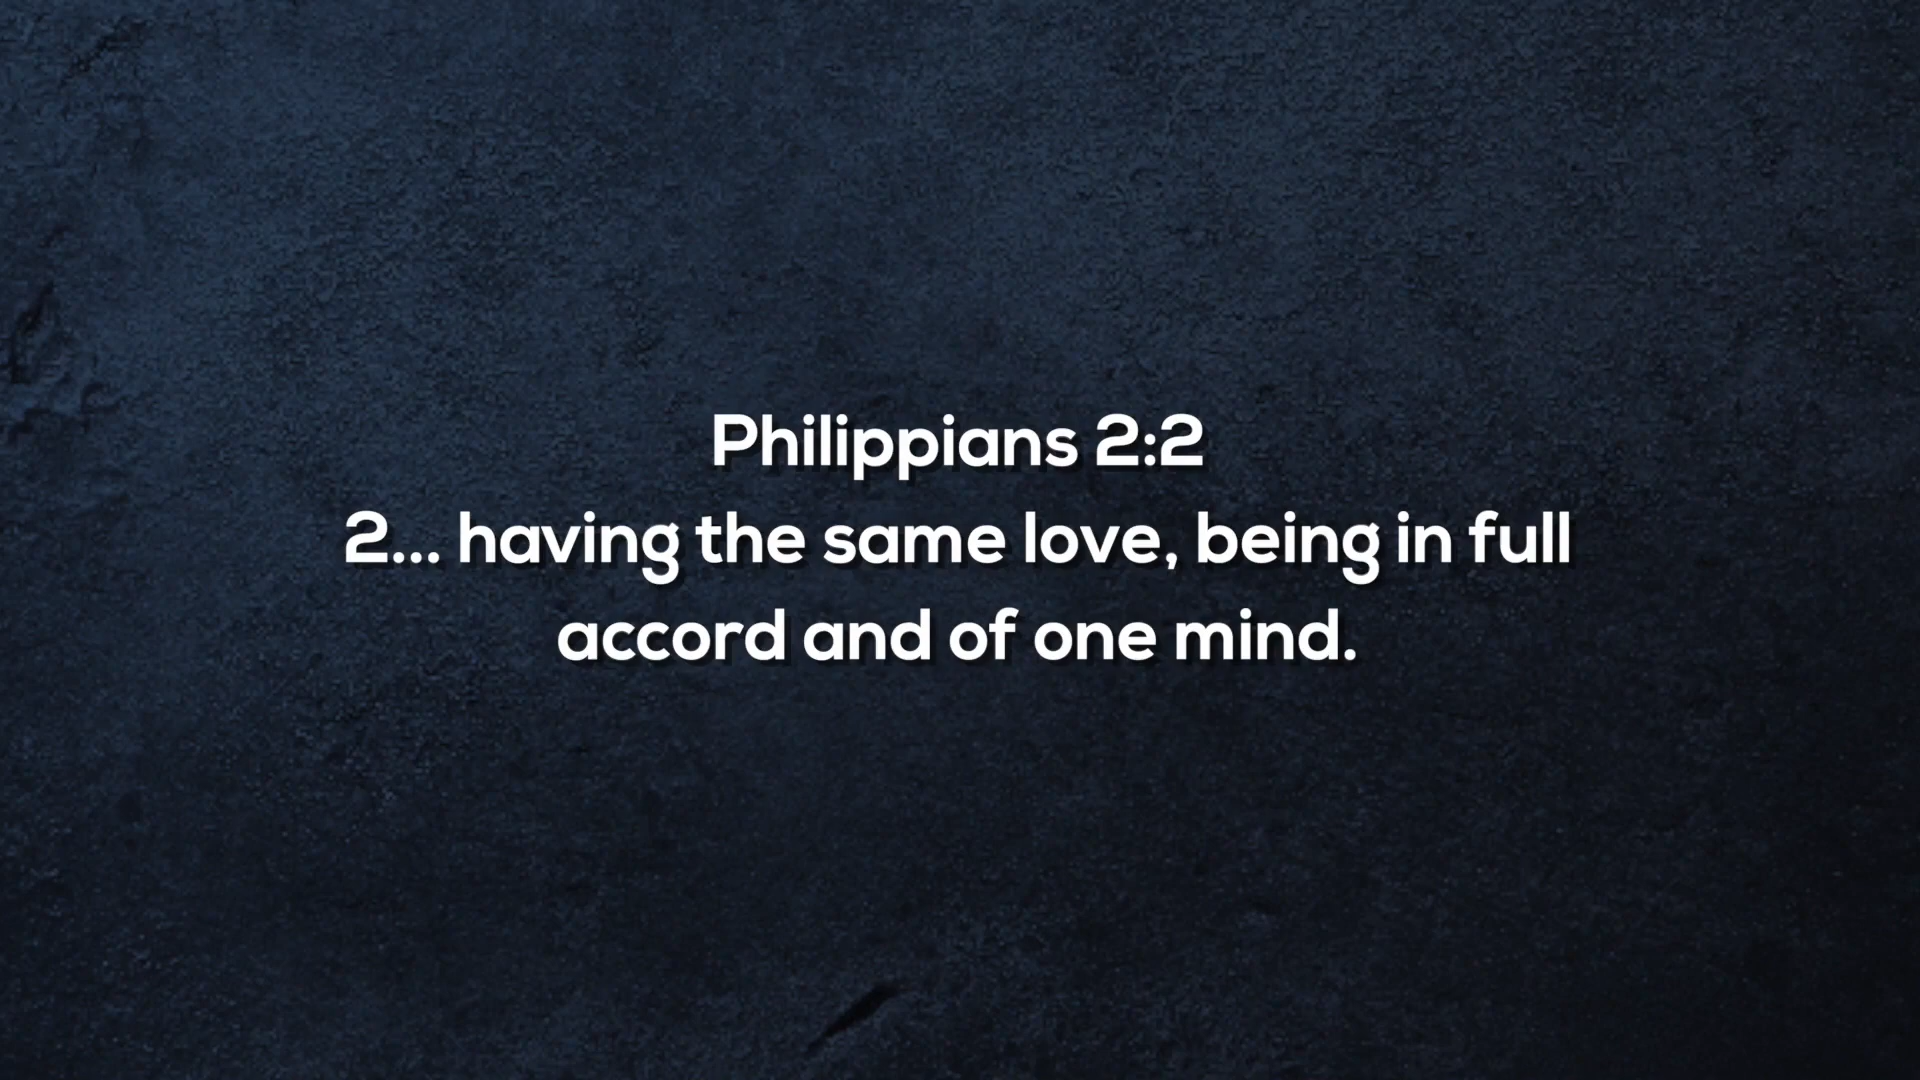 Philippians 2:2
2... having the same love, being in full
accord and of one mind.